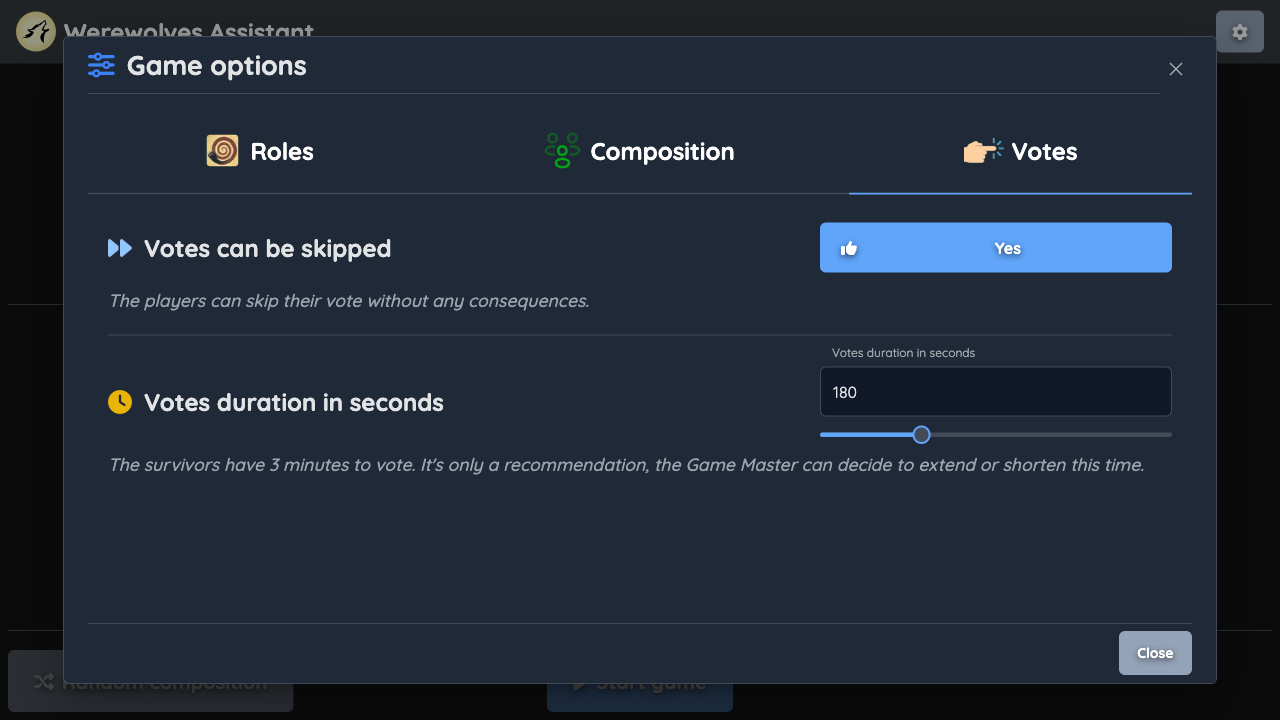 Werewolves Assistant
Game options
Roles
Composition
Votes
Votes can be skipped
Yes
The players can skip their vote without any consequences.
Votes duration in seconds
Votes duration in seconds
180
The survivors have 3 minutes to vote. It's only a recommendation, the Game Master can decide to extend or shorten this time.
Close
Random Composition
Start game